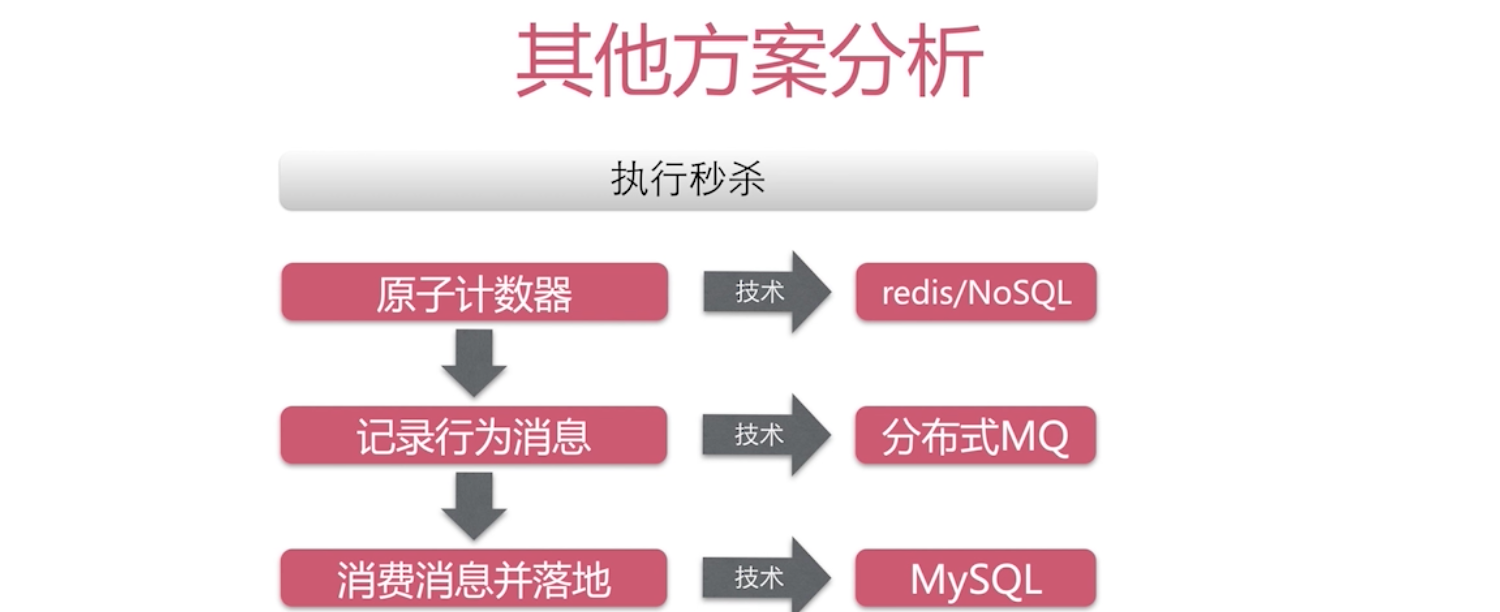 其他方案分析
执行秒杀
原子计数器 技术 redis/NoSQL
记录行为消息 技术 分布式MQ
消费消息并落地 技术 MySQL